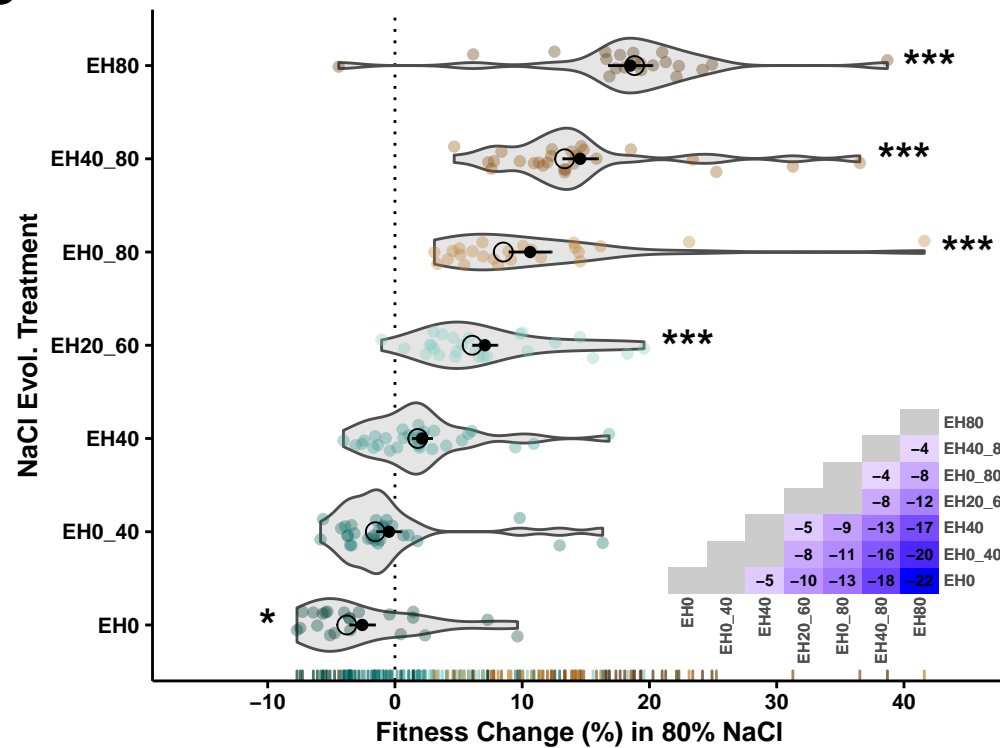 EH80
***
EH40_80
***
EH0_80
***
EH20_60
***
EH40
EH0_40
EH0
*
NaCl Evol. Treatment
EH80
−4 EH40_8
−4 −8 EH0_80
−8 −12 EH20_6
−5 −9 −13 −17 EH40
−8 −11 −16 −20 EH0_40
−5 −10 −13 −18 −22 EH0
EH0 EH0_40 EH40 EH20_60 EH0_80 EH40_80 EH80
−10 0 10 20 30 40
Fitness Change (%) in 80% NaCl